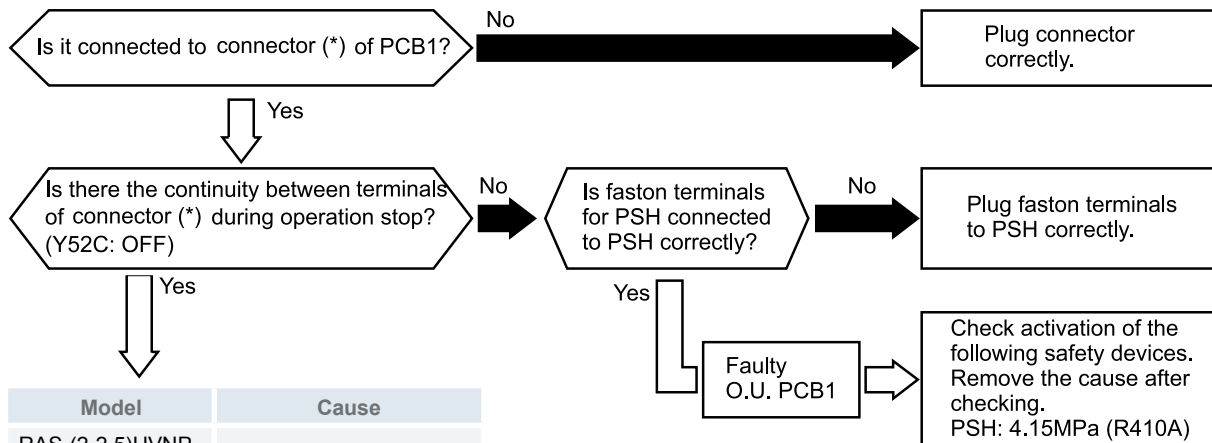 Is it connected to connector (*) of PCB1?
No
Plug connector
correctly.
Yes
Is there the continuity between terminals
of connector (*) during operation stop?
(Y52C: OFF)
No
Is faston terminals
for PSH connected
to PSH correctly?
No
Plug faston terminals
to PSH correctly.
Yes
Yes
Faulty
O.U. PCB1
Check activation of the
following safety devices.
Remove the cause after
checking.
PSH: 4.15MPa (R410A)
Model
Cause